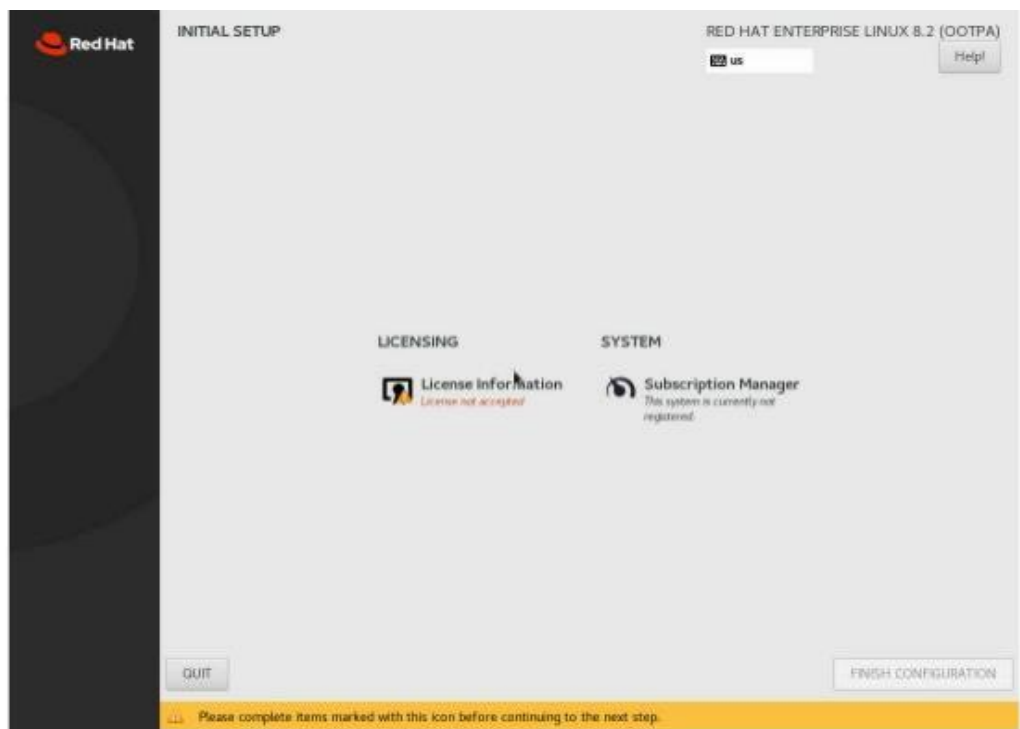 Red Hat
INITIAL SETUP
RED HAT ENTERPRISE LINUX 8.2 (OOTPA)
us
Help!
LICENSING
License Information
License not accepted
SYSTEM
Subscription Manager
This system is currently not
registered.
QUIT
FINISH CONFIGURATION
Please complete items marked with this icon before continuing to the next step.